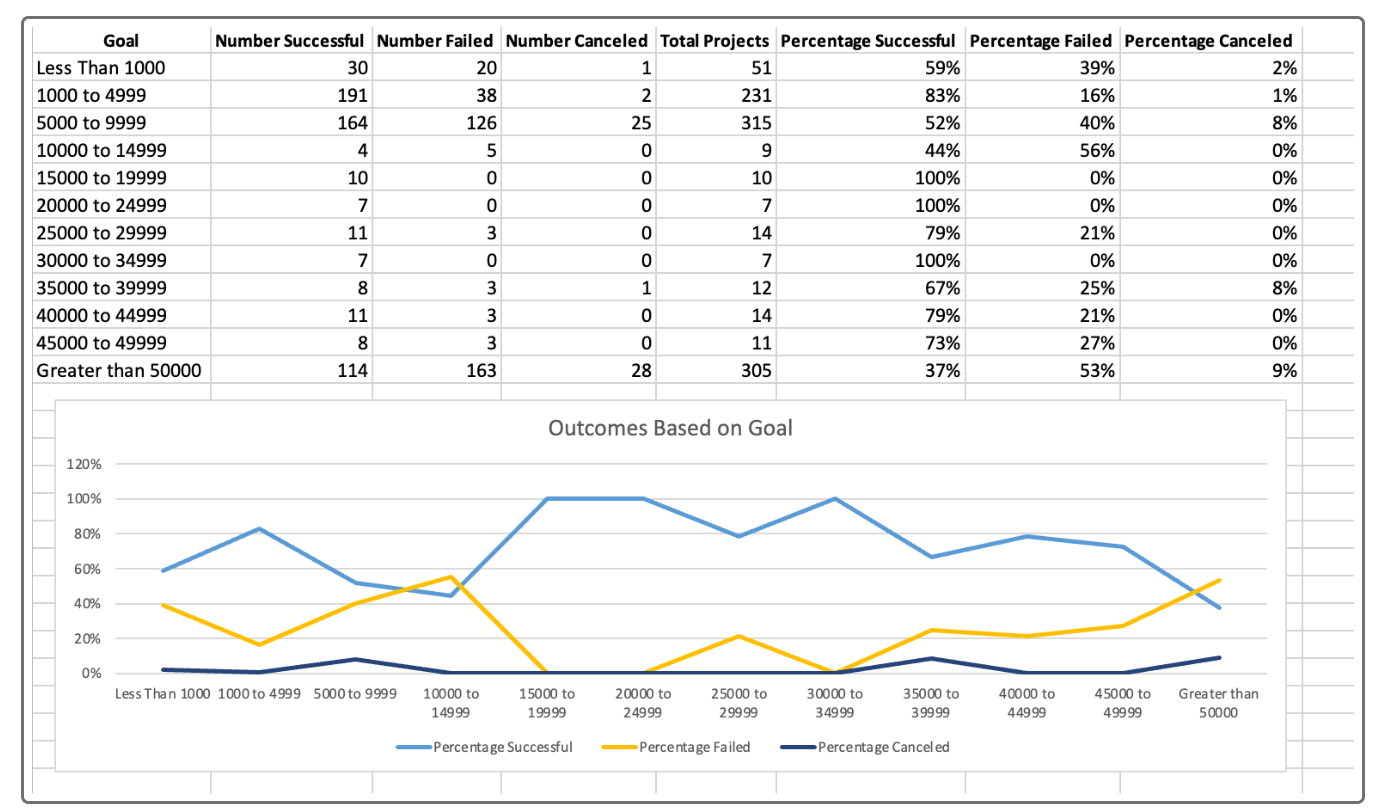 Goal Number Successful Number Failed Number Canceled Total Projects Percentage Successful Percentage Failed Percentage Canceled
Less Than 1000 30 20 1 51 59% 39% 2%
1000 to 4999 191 38 2 231 83% 16% 1%
5000 to 9999 164 126 25 315 52% 40% 8%
10000 to 14999 4 5 0 9 44% 56% 0%
15000 to 19999 10 0 0 10 100% 0% 0%
20000 to 24999 7 0 0 7 100% 0% 0%
25000 to 29999 11 3 0 14 79% 21% 0%
30000 to 34999 7 0 0 7 100% 0% 0%
35000 to 39999 8 3 1 12 67% 25% 8%
40000 to 44999 11 3 0 14 79% 21% 0%
45000 to 49999 8 3 0 11 73% 27% 0%
Greater than 50000 114 163 28 305 37% 53% 9%
Outcomes Based on Goal
120%
100%
80%
60%
40%
20%
0%
Less Than 1000 1000 to 4999 5000 to 9999 10000 to 15000 to 20000 to 25000 to 30000 to 35000 to 40000 to 45000 to Greater than
14999 19999 24999 29999 34999 39999 44999 49999 50000
Percentage Successful Percentage Failed Percentage Canceled